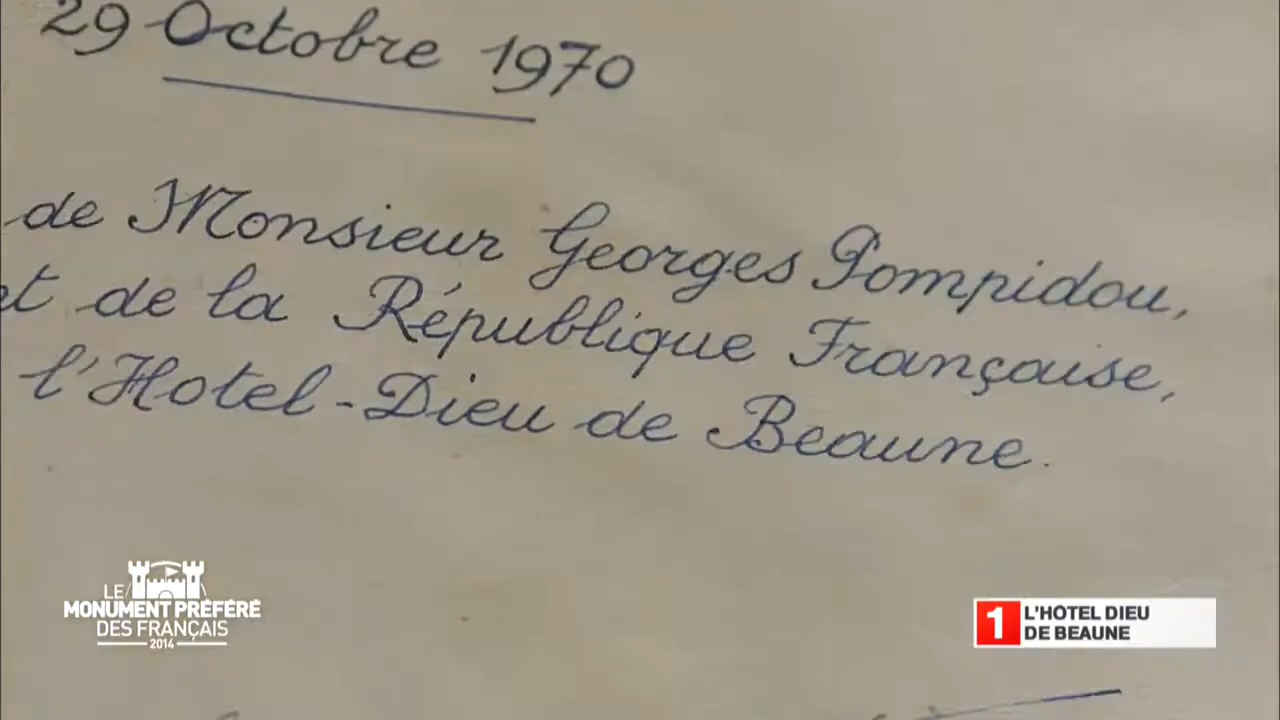 29 Octobre 1970
de Monsieur Georges Pompidou,
de la République Française,
l'Hotel-Dieu de Beaune.
LE
MONUMENT PRÉFÉRÉ
DES FRANÇAIS
2014
1 L'HOTEL DIEU
DE BEAUNE